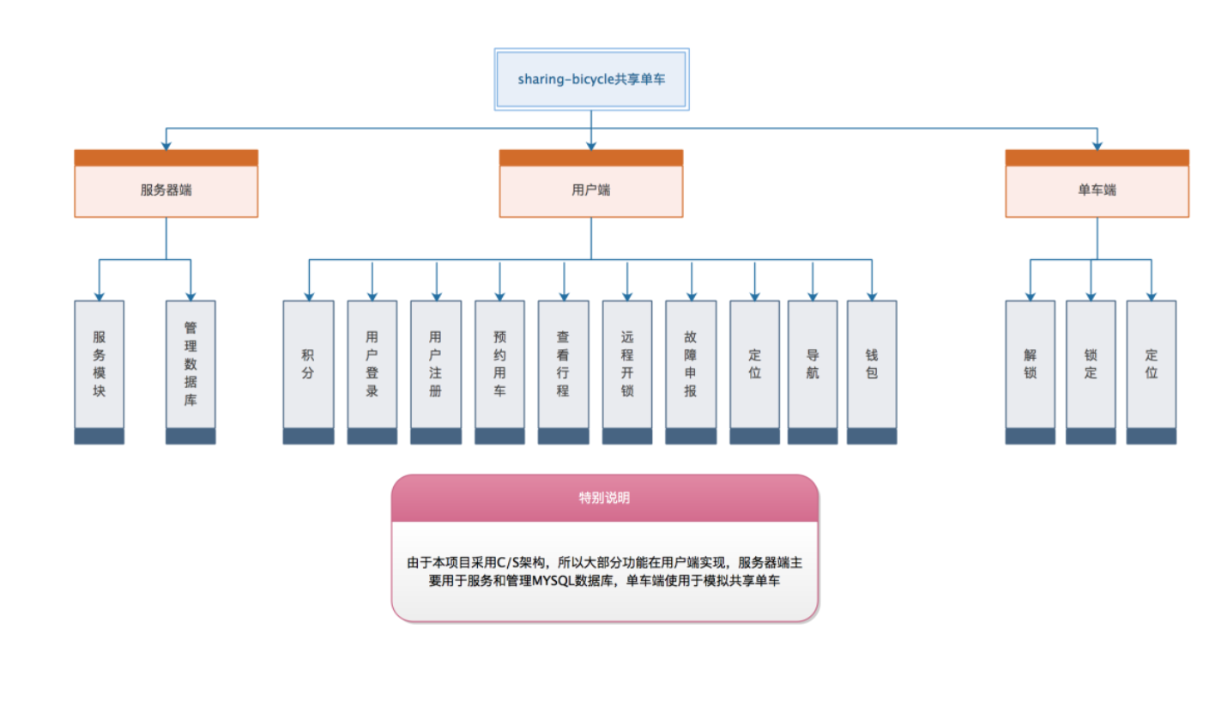 sharing-bicycle共享单车
服务器端
用户端
单车端
服务模块
管理数据库
积分
用户登录
用户注册
预约用车
查看行程
远程开锁
故障申报
定位
导航
钱包
解锁
锁定
定位
特别说明
由于本项目采用C/S架构，所以大部分功能在用户端实现，服务器端主
要用于服务和管理MYSQL数据库，单车端使用于模拟共享单车